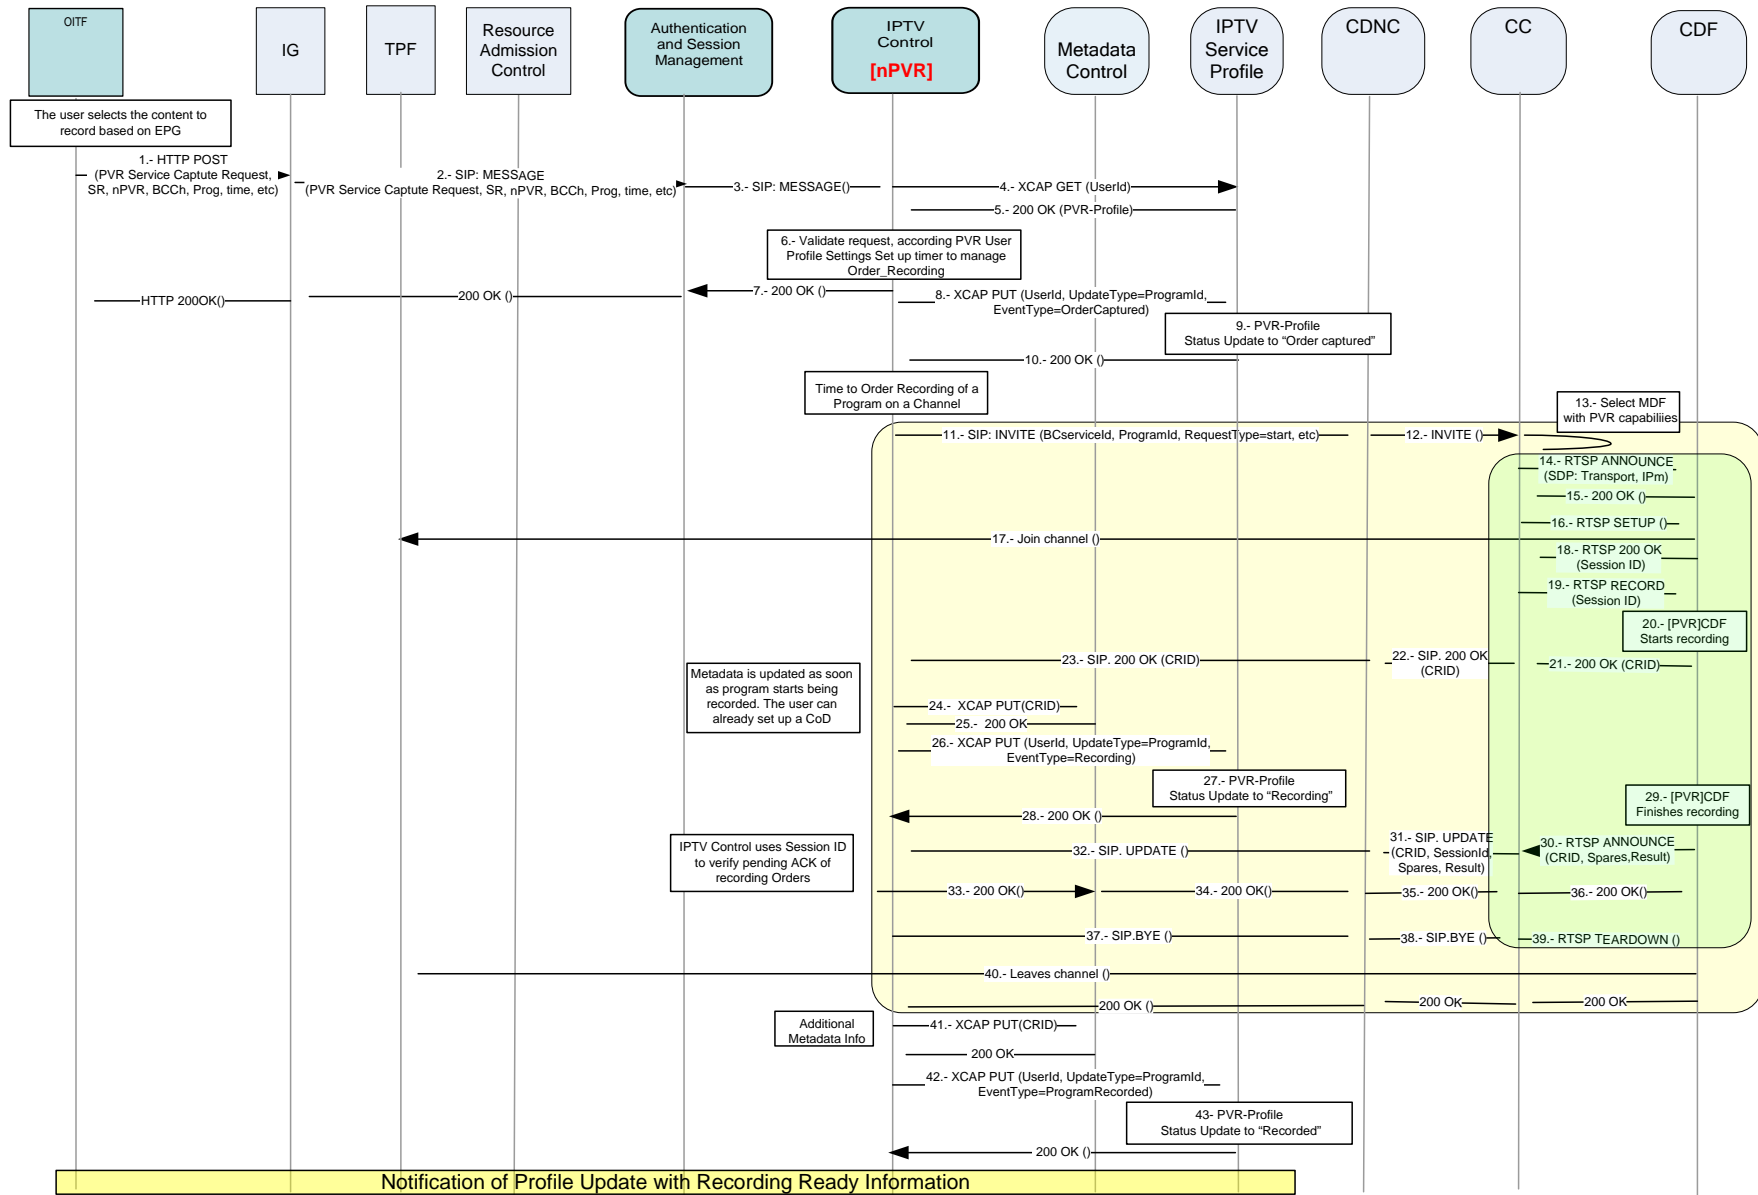 OITF
IG
TPF
Resource
Admission
Control
Authentication
and Session
Management
IPTV
Control
[nPVR]
Metadada
Control
IPTV
Service
Profile
CDNC
CC
CDF
The user selects the content to
record based on EPG
1.- HTTP POST
(PVR Service Captute Request,
SR, nPVR, BCCh, Prog, time, etc)
2.- SIP: MESSAGE
(PVR Service Captute Request, SR, nPVR, BCCh, Prog, time, etc)
3.- SIP: MESSAGE()
4.- XCAP GET (UserId)
5.- 200 OK (PVR-Profile)
6.- Validate request, according PVR User
Profile Settings Set up timer to manage
Order_Recording
HTTP 200OK()
200 OK ()
7.- 200 OK ()
8.- XCAP PUT (UserId, UpdateType=ProgramId,
EventType=OrderCaptured)
9.- PVR-Profile
Status Update to “Order captured”
10.- 200 OK ()
Time to Order Recording of a
Program on a Channel
13.- Select MDF
with PVR capabiliies
11.- SIP: INVITE (BCserviceId, ProgramId, RequestType=start, etc)
12.- INVITE ()
14.- RTSP ANNOUNCE
(SDP: Transport, IPm)
15.- 200 OK ()
16.- RTSP SETUP ()
17.- Join channel ()
18.- RTSP 200 OK
(Session ID)
19.- RTSP RECORD
(Session ID)
20.- [PVR]CDF
Starts recording
23.- SIP. 200 OK (CRID)
22.- SIP. 200 OK
(CRID)
21.- 200 OK (CRID)
Metadata is updated as soon
as program starts being
recorded. The user can
already set up a CoD
24.-  XCAP PUT(CRID)
25.-  200 OK
26.- XCAP PUT (UserId, UpdateType=ProgramId,
EventType=Recording)
27.- PVR-Profile
Status Update to “Recording”
28.- 200 OK ()
29.- [PVR]CDF
Finishes recording
IPTV Control uses Session ID
to verify pending ACK of
recording Orders
32.- SIP. UPDATE ()
31.- SIP. UPDATE
(CRID, SessionId,
Spares, Result)
30.- RTSP ANNOUNCE
(CRID, Spares,Result)
33.- 200 OK()
34.- 200 OK()
35.- 200 OK()
36.- 200 OK()
37.- SIP.BYE ()
38.- SIP.BYE ()
39.- RTSP TEARDOWN ()
40.- Leaves channel ()
200 OK ()
200 OK
200 OK
Additional
Metadata Info
41.- XCAP PUT(CRID)
200 OK
42.- XCAP PUT (UserId, UpdateType=ProgramId,
EventType=ProgramRecorded)
43- PVR-Profile
Status Update to “Recorded”
200 OK ()
Notification of Profile Update with Recording Ready Information